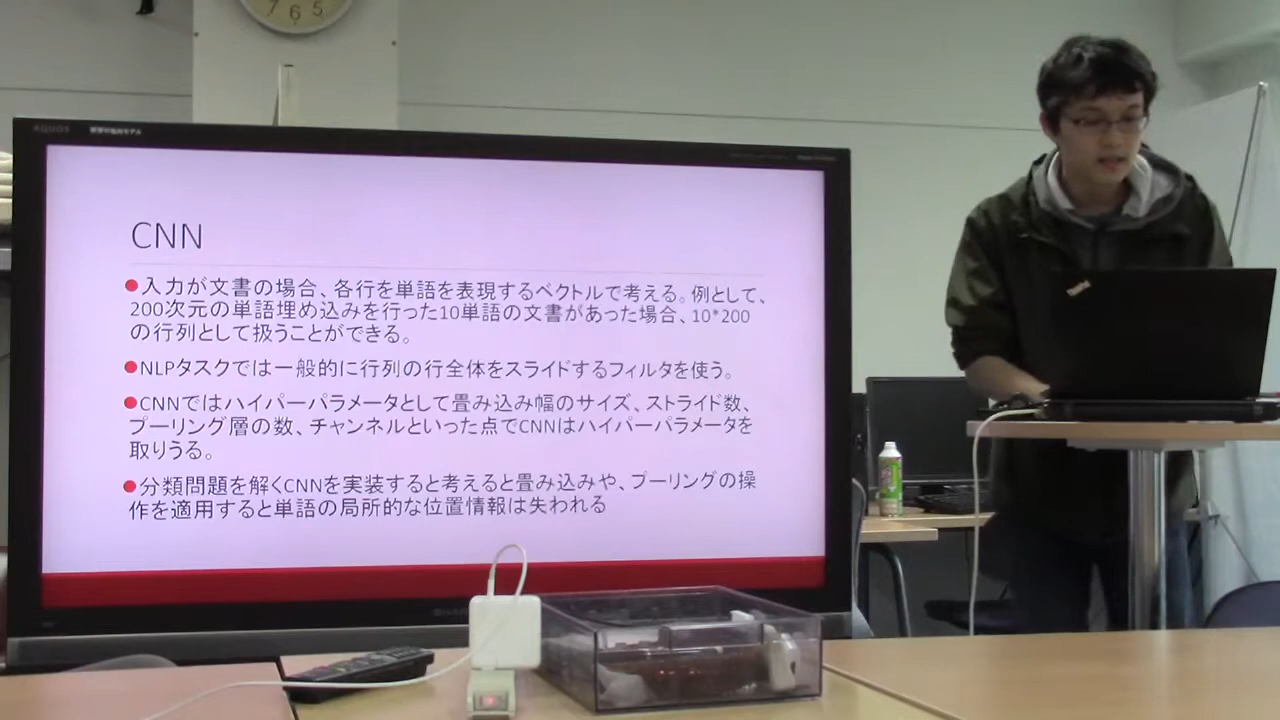 7 6 5
AQUOS
CNN
●入力が文書の場合、各行を単語を表現するベクトルで考える。例として、
200次元の単語埋め込みを行った10単語の文書があった場合、10*200
の行列として扱うことができる。
●NLPタスクでは一般的に行列の行全体をスライドするフィルタを使う。
●CNNではハイパーパラメータとして畳み込み幅のサイズ、ストライド数、
プーリング層の数、チャンネルといった点でCNNはハイパーパラメータを
取りうる。
●分類問題を解くCNNを実装すると考えると畳み込みや、プーリングの操
作を適用すると単語の局所的な位置情報は失われる